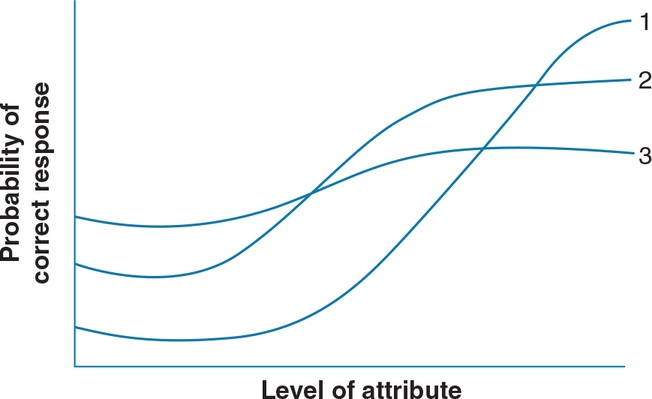 1
2
3
Probability of
correct response
Level of attribute